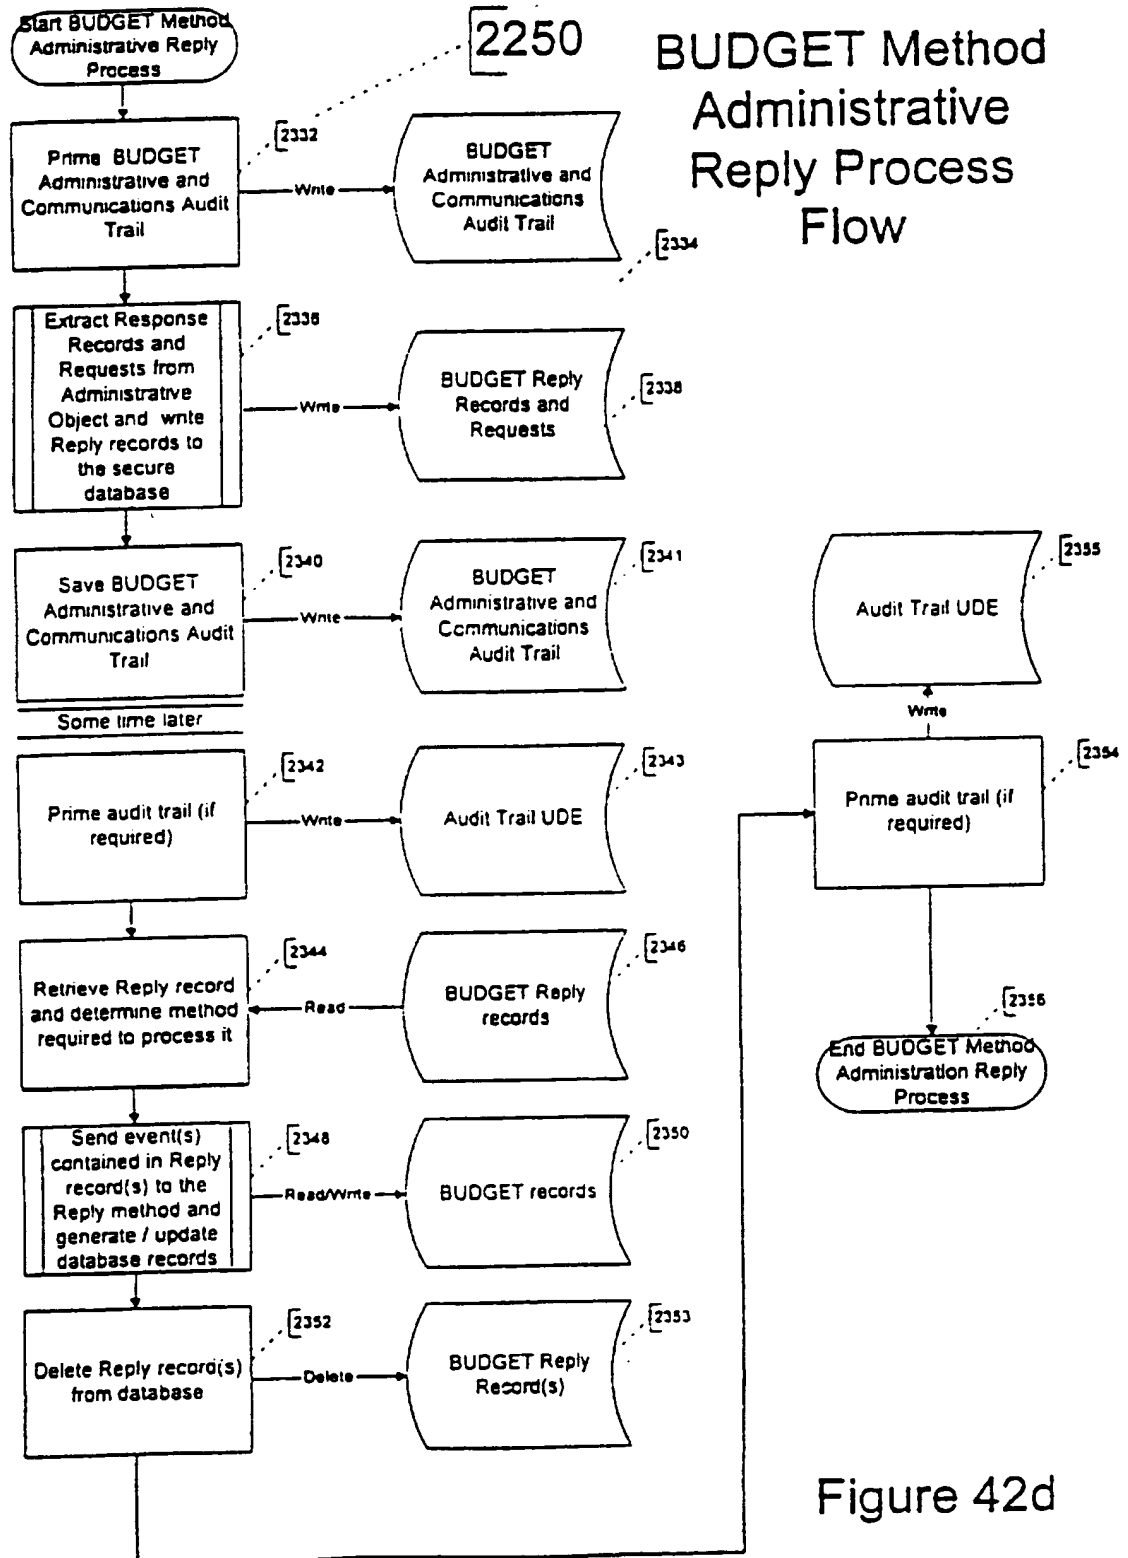 Start BUDGET Method
Administrative Reply
Process
2250
BUDGET Method
Administrative
Reply Process
Flow
Prime BUDGET
Administrative and
Communications Audit
Trail
2332
Write
BUDGET
Administrative and
Communications
Audit Trail
2334
Extract Response
Records and
Requests from
Administrative
Object and write
Reply records to
the secure
database
2336
Write
BUDGET Reply
Records and
Requests
2338
Save BUDGET
Administrative and
Communications Audit
Trail
2340
Write
BUDGET
Administrative and
Communications
Audit Trail
2341
Some time later
Prime audit trail (if
required)
2342
Write
Audit Trail UDE
2343
Retrieve Reply record
and determine method
required to process it
2344
Read
BUDGET Reply
records
2346
Send event(s)
contained in Reply
record(s) to the
Reply method and
generate / update
database records
2348
Read/Write
BUDGET records
2350
Delete Reply record(s)
from database
2352
Delete
BUDGET Reply
Record(s)
2353
Audit Trail UDE
2355
Write
Prime audit trail (if
required)
2354
2356
End BUDGET Method
Administration Reply
Process
Figure 42d